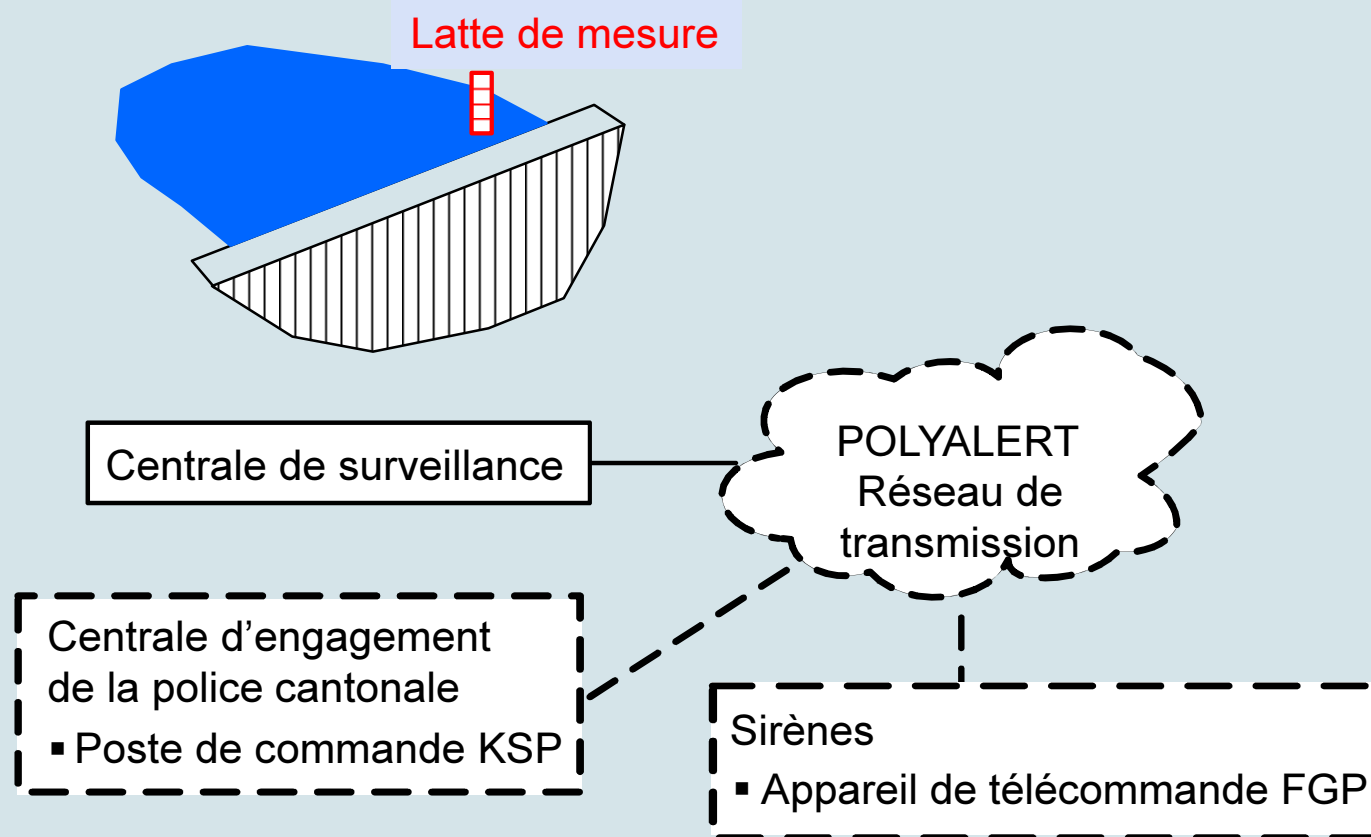 Latte de mesure
Centrale de surveillance
POLYALERT
Réseau de
transmission
Centrale d’engagement
de la police cantonale
▪ Poste de commande KSP
Sirènes
▪ Appareil de télécommande FGP